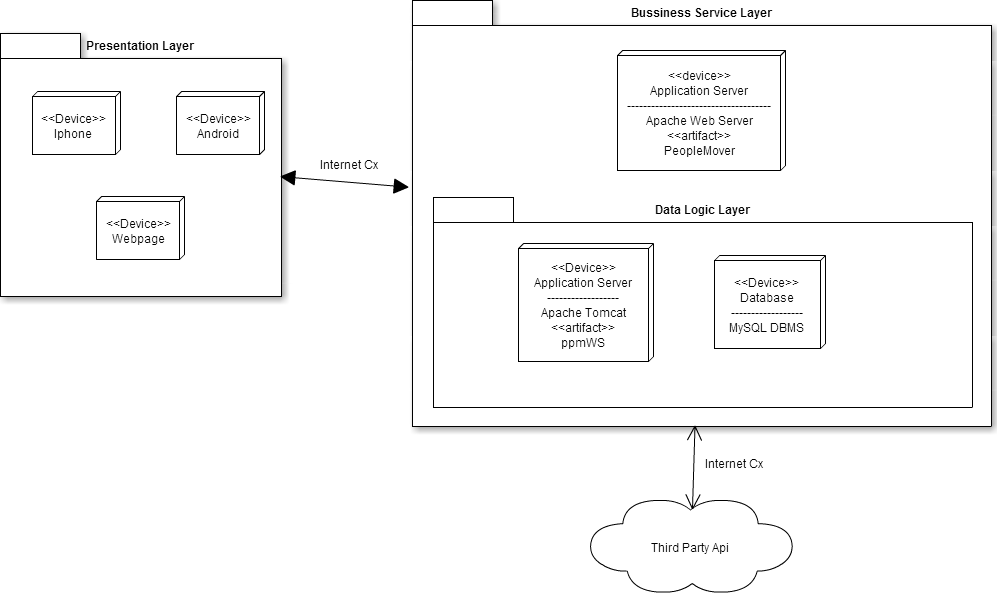 Bussiness Service Layer
Presentation Layer
<<Device>>
Iphone
<<Device>>
Android
<<Device>>
Webpage
Internet Cx
<<device>>
Application Server
------------------------------------
Apache Web Server
<<artifact>>
PeopleMover
Data Logic Layer
<<Device>>
Application Server
------------------
Apache Tomcat
<<artifact>>
ppmWS
<<Device>>
Database
------------------
MySQL DBMS
Internet Cx
Third Party Api